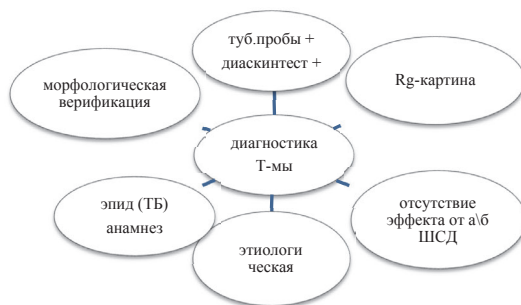 туб.пробы +
диаскинтест +
морфологическая
верификация
Rg-картина
диагностика
Т-мы
эпид (ТБ)
анамнез
отсутствие
эффекта от а\б
ШСД
этиологи
ческая